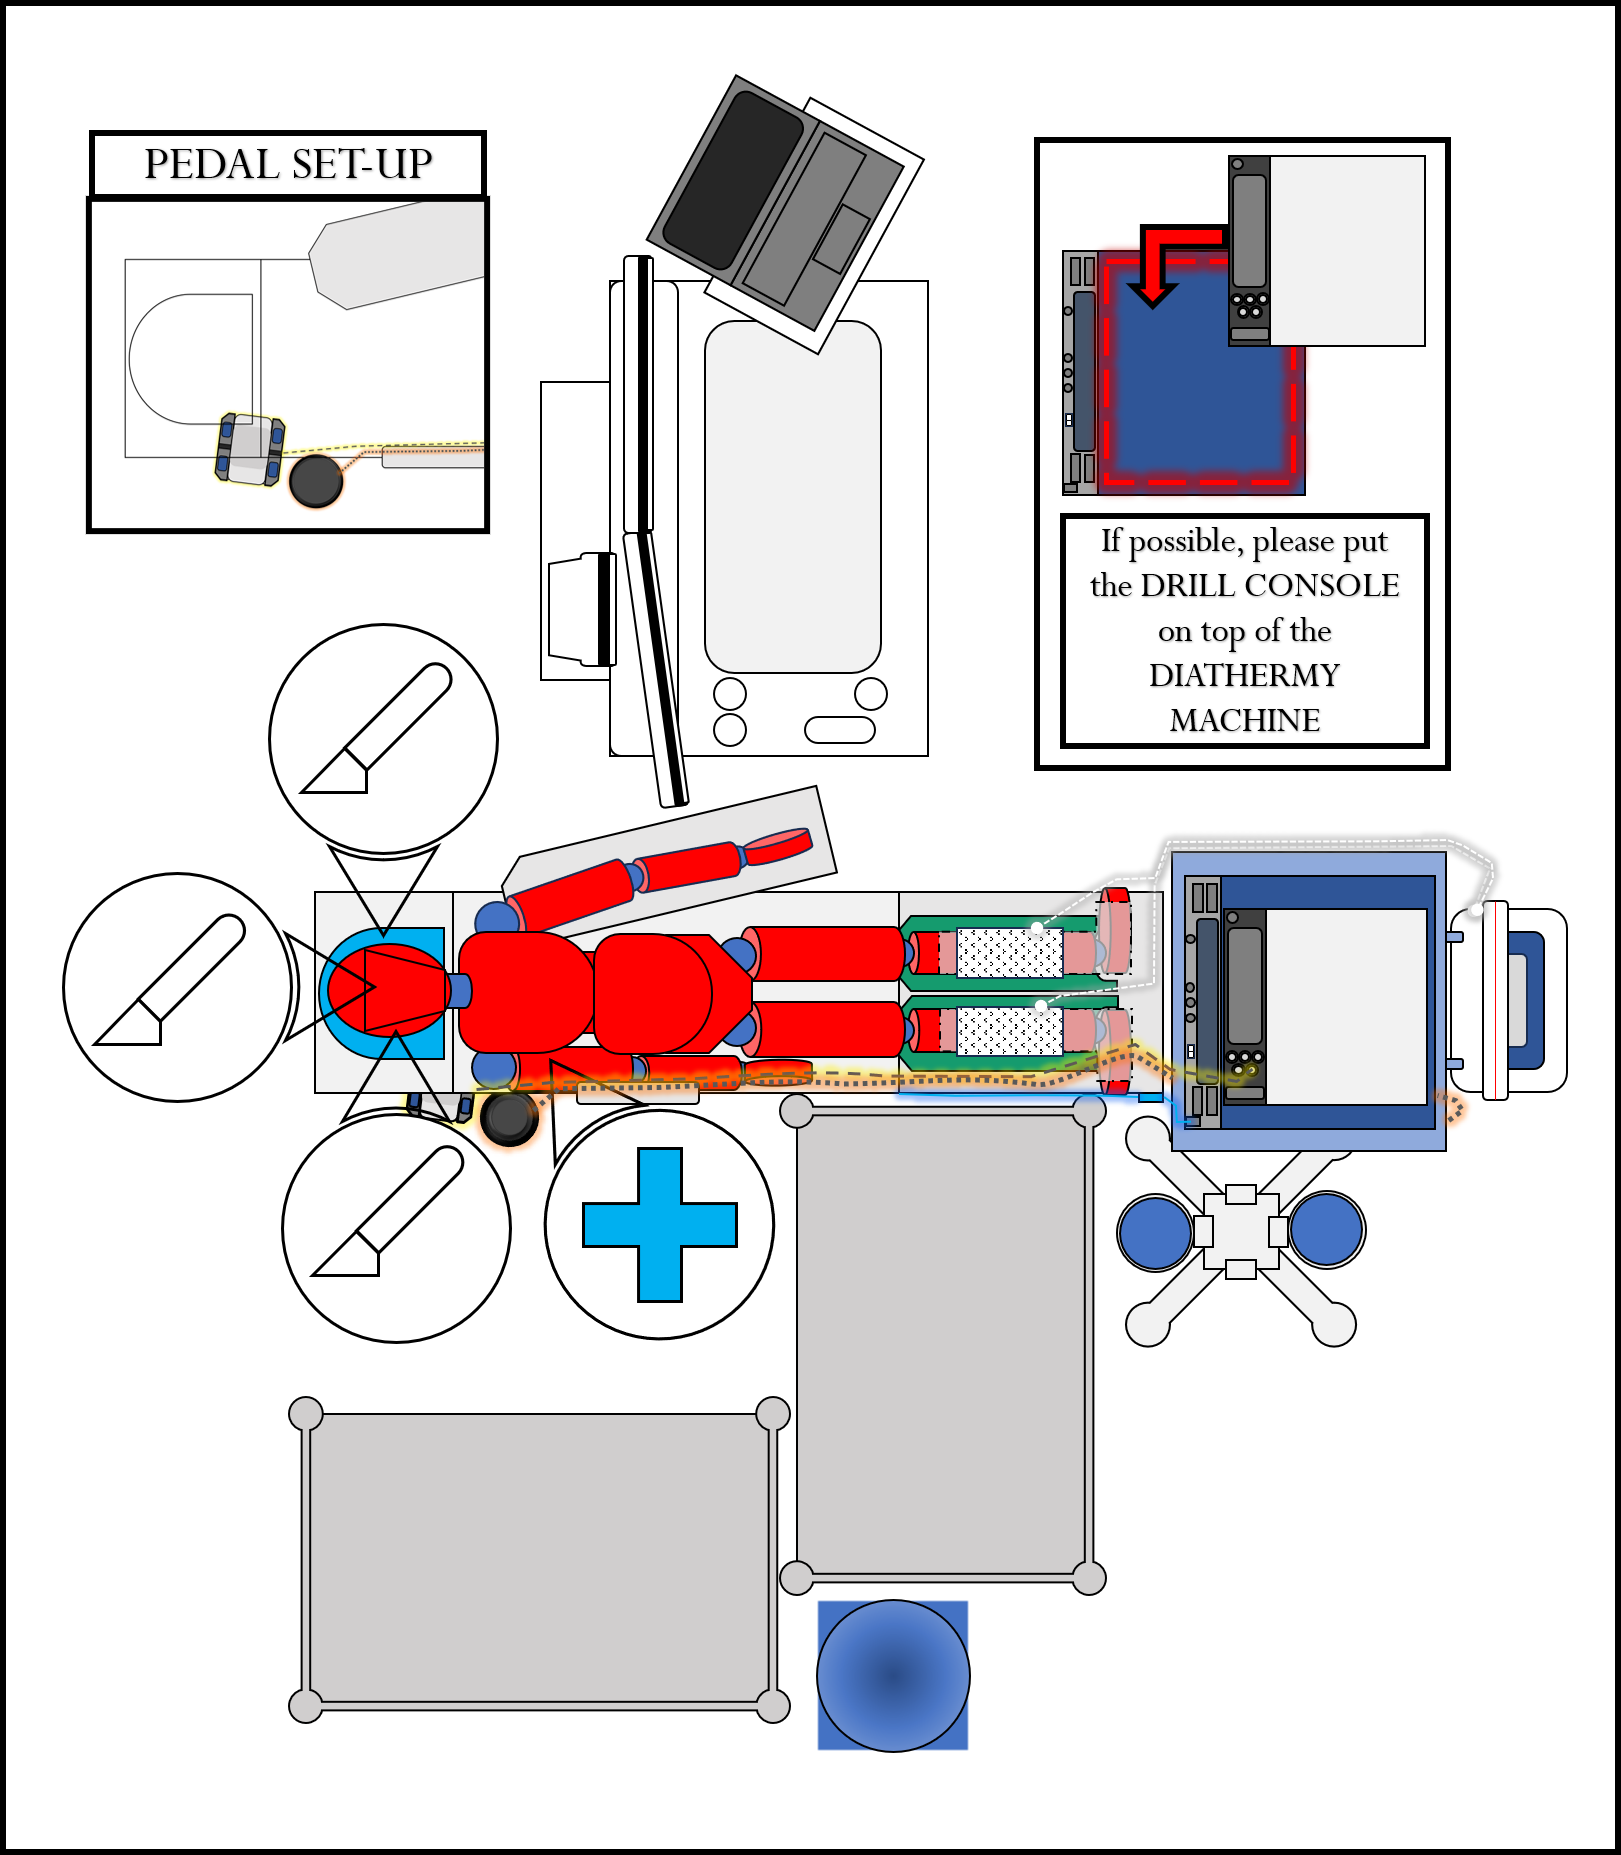 PEDAL SET-UP
If possible, please put
the DRILL CONSOLE
on top of the
DIATHERMY
MACHINE